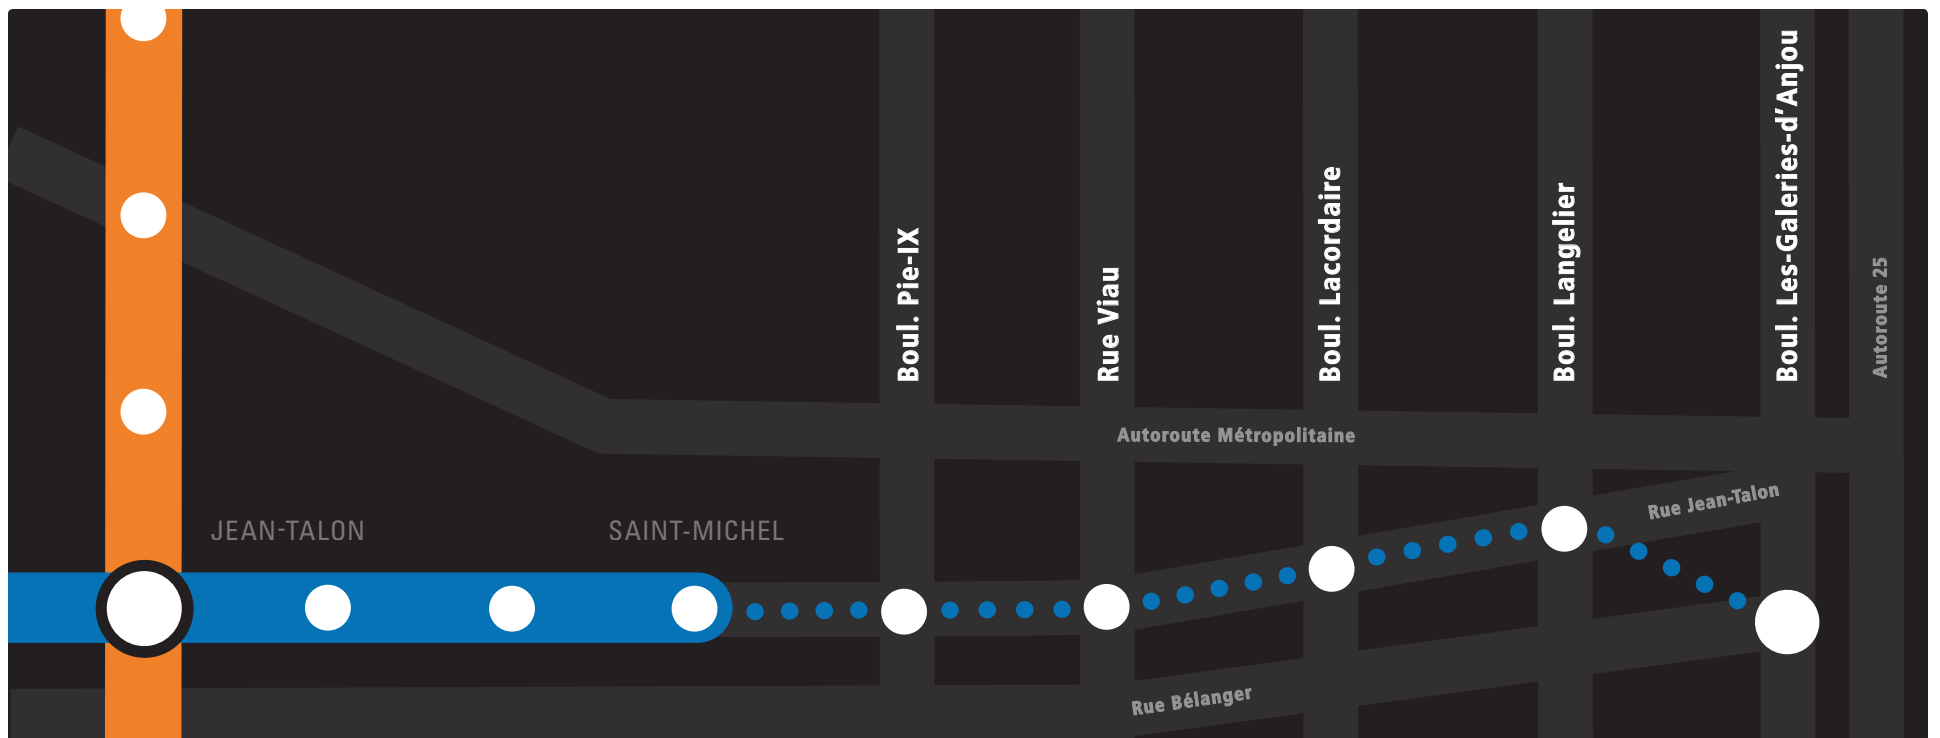 Boul. Pie-IX
Rue Viau
Boul. Lacordaire
Boul. Langelier
Boul. Les-Galeries-d'Anjou
Autoroute 25
Autoroute Métropolitaine
Rue Jean-Talon
JEAN-TALON
SAINT-MICHEL
Rue Bélanger